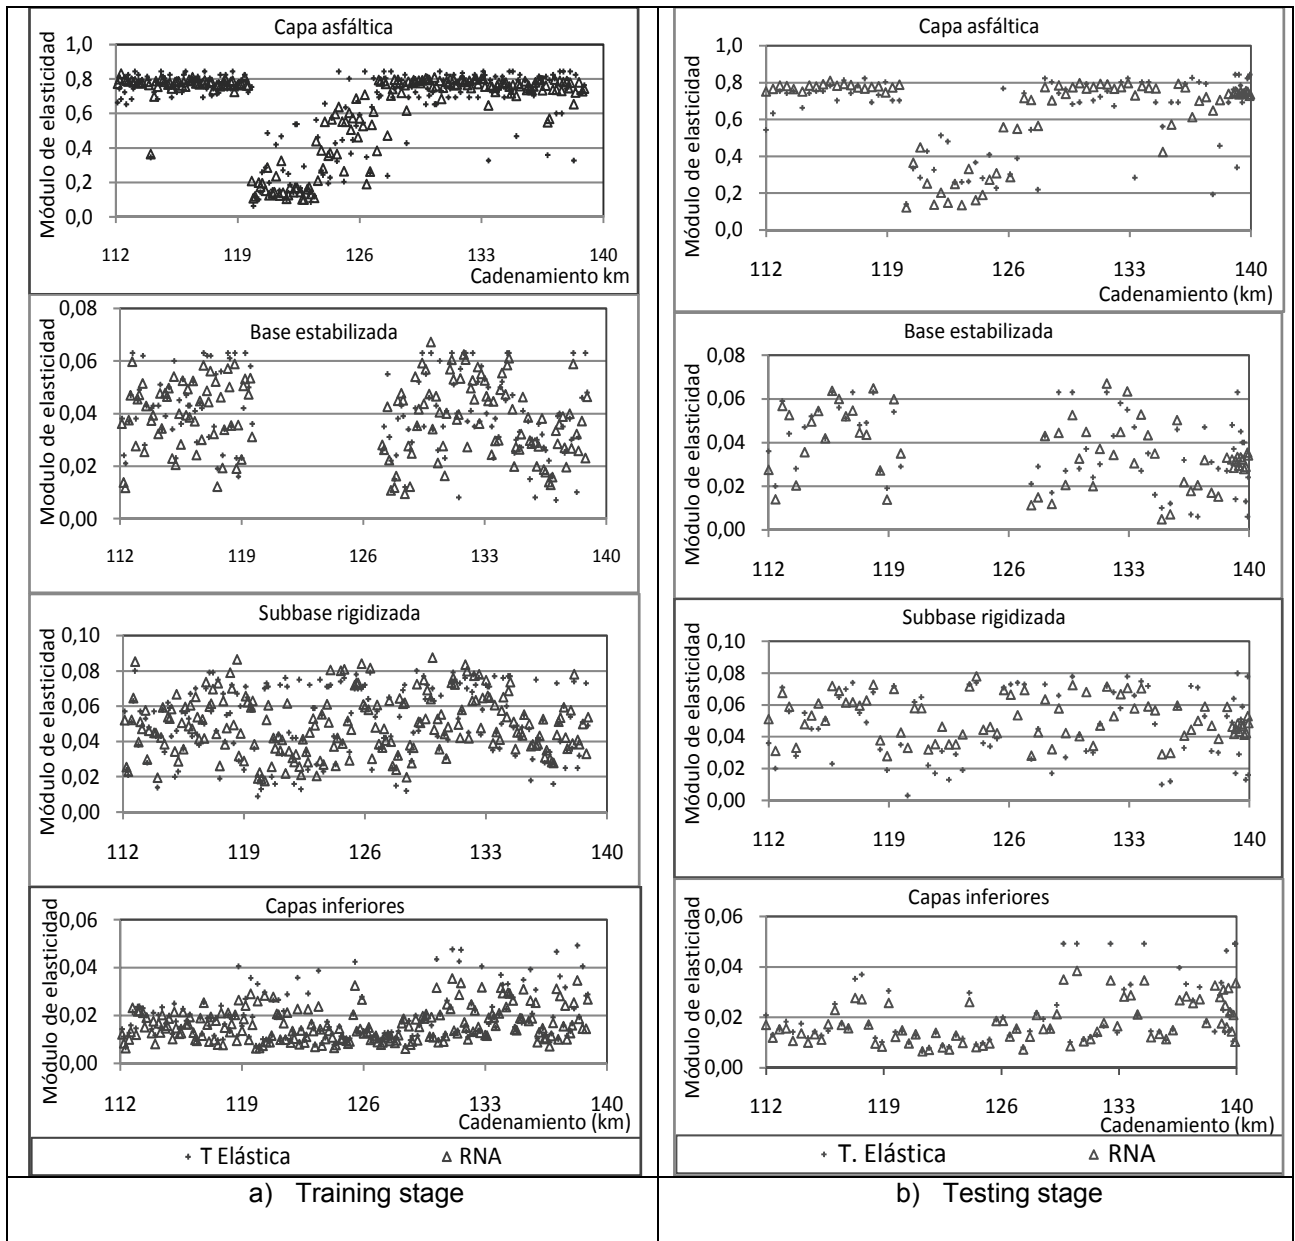 Capa asfáltica
Módulo de elasticidad
1,0
0,8
0,6
0,4
0,2
0,0
112 119 126 133 140
Cadenamiento km
Base estabilizada
Modulo de elasticidad
0,08
0,06
0,04
0,02
0,00
112 119 126 133 140
Subbase rigidizada
Módulo de elasticidad
0,10
0,08
0,06
0,04
0,02
0,00
112 119 126 133 140
Capas inferiores
Módulo de elasticidad
0,06
0,04
0,02
0,00
112 119 126 133 140
Cadenamiento (km)
T Elástica RNA
a) Training stage
Capa asfáltica
Módulo de elasticidad
1,0
0,8
0,6
0,4
0,2
0,0
112 119 126 133 140
Cadenamiento (km)
Base estabilizada
Módulo de elasticidad
0,08
0,06
0,04
0,02
0,00
112 119 126 133 140
Subbase rigidizada
Módulo de elasticidad
0,10
0,08
0,06
0,04
0,02
0,00
112 119 126 133 140
Capas inferiores
Módulo de elasticidad
0,06
0,04
0,02
0,00
112 119 126 133 140
Cadenamiento (km)
T. Elástica RNA
b) Testing stage